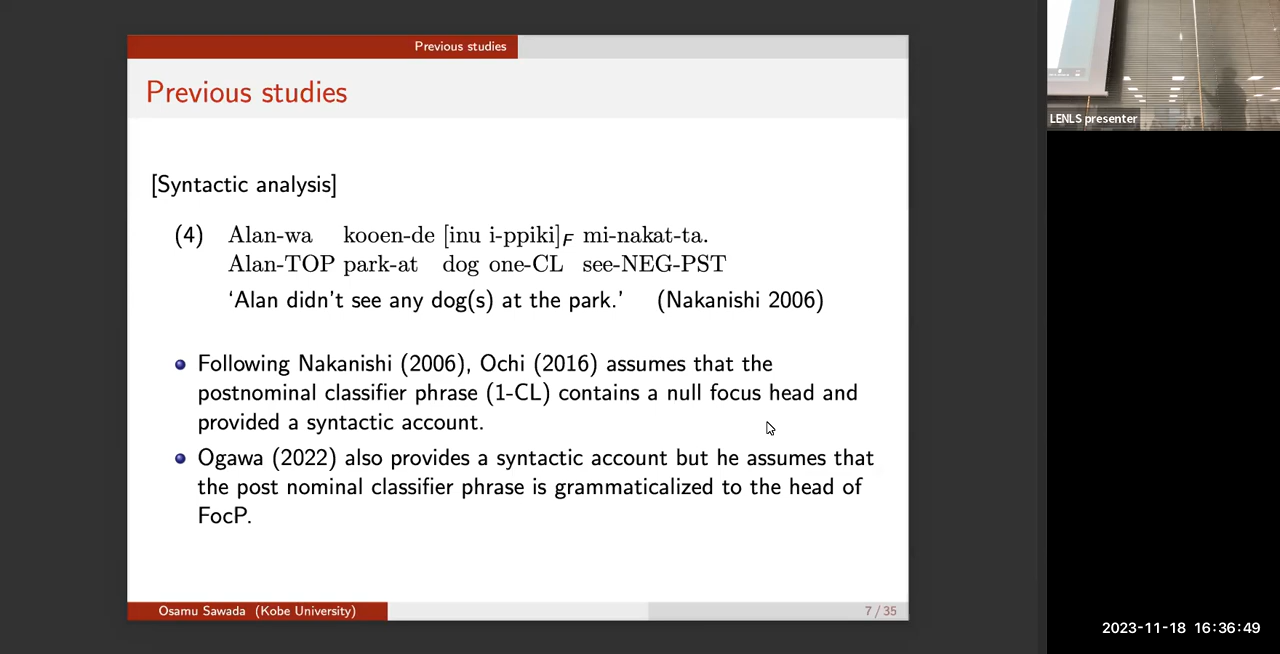 Previous studies
Previous studies
[Syntactic analysis]
(4) Alan-wa kooen-de [inu i-ppiki]F mi-nakat-ta.
Alan-TOP park-at dog one-CL see-NEG-PST
‘Alan didn’t see any dog(s) at the park.’ (Nakanishi 2006)
Following Nakanishi (2006), Ochi (2016) assumes that the
postnominal classifier phrase (1-CL) contains a null focus head and
provided a syntactic account.
Ogawa (2022) also provides a syntactic account but he assumes that
the post nominal classifier phrase is grammaticalized to the head of
FocP.
Osamu Sawada (Kobe University)
7 / 35
LENLS presenter
2023-11-18 16:36:49